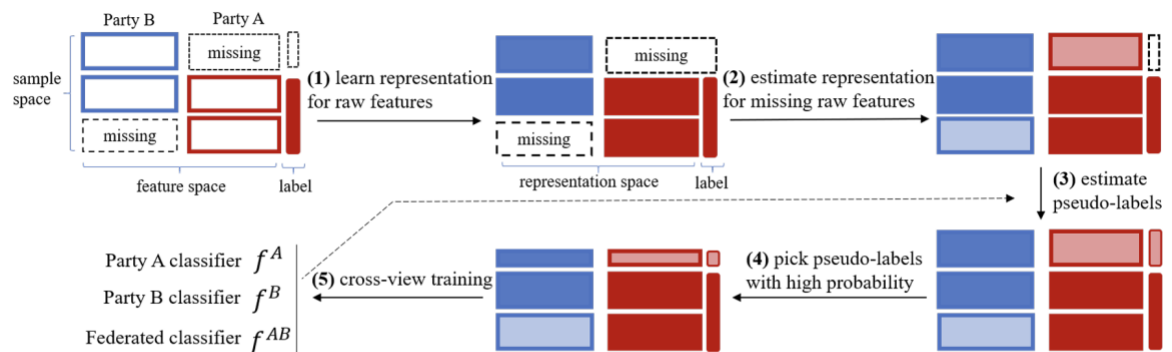 Party B
Party A
missing
sample
space
missing
feature space
label
(1) learn representation
for raw features
missing
missing
representation space
label
(2) estimate representation
for missing raw features
(3) estimate
pseudo-labels
(4) pick pseudo-labels
with high probability
(5) cross-view training
Party A classifier f^A
Party B classifier f^B
Federated classifier f^AB